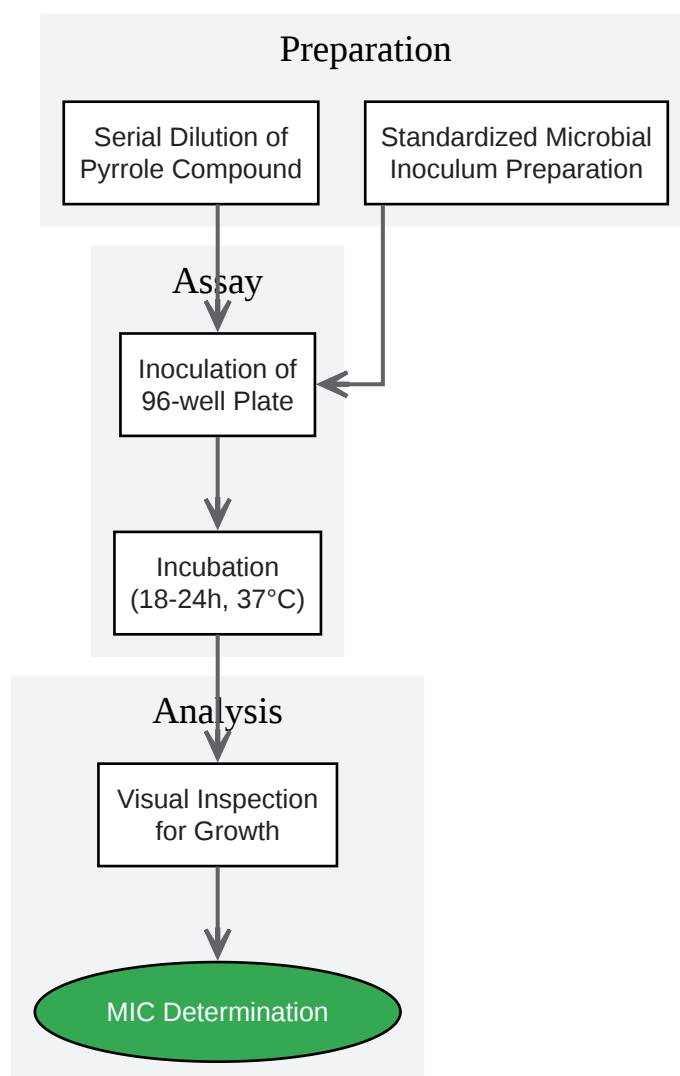 Preparation
Serial Dilution of
Pyrrole Compound
Standardized Microbial
Inoculum Preparation
Assay
Inoculation of
96-well Plate
Incubation
(18-24h, 37°C)
Analysis
Visual Inspection
for Growth
MIC Determination